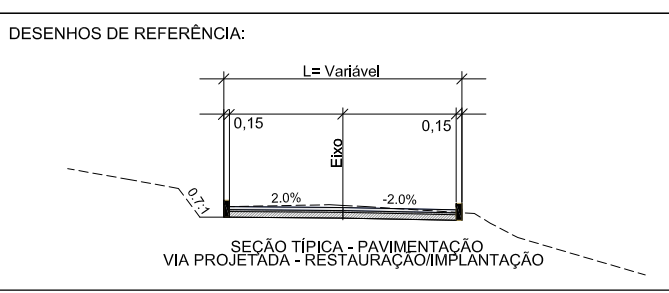 DESENHOS DE REFERÊNCIA:
L= Variável
0,15
0,15
Eixo
0.7:1
2.0%
-2.0%
SEÇÃO TÍPICA - PAVIMENTAÇÃO
VIA PROJETADA - RESTAURAÇÃO/IMPLANTAÇÃO